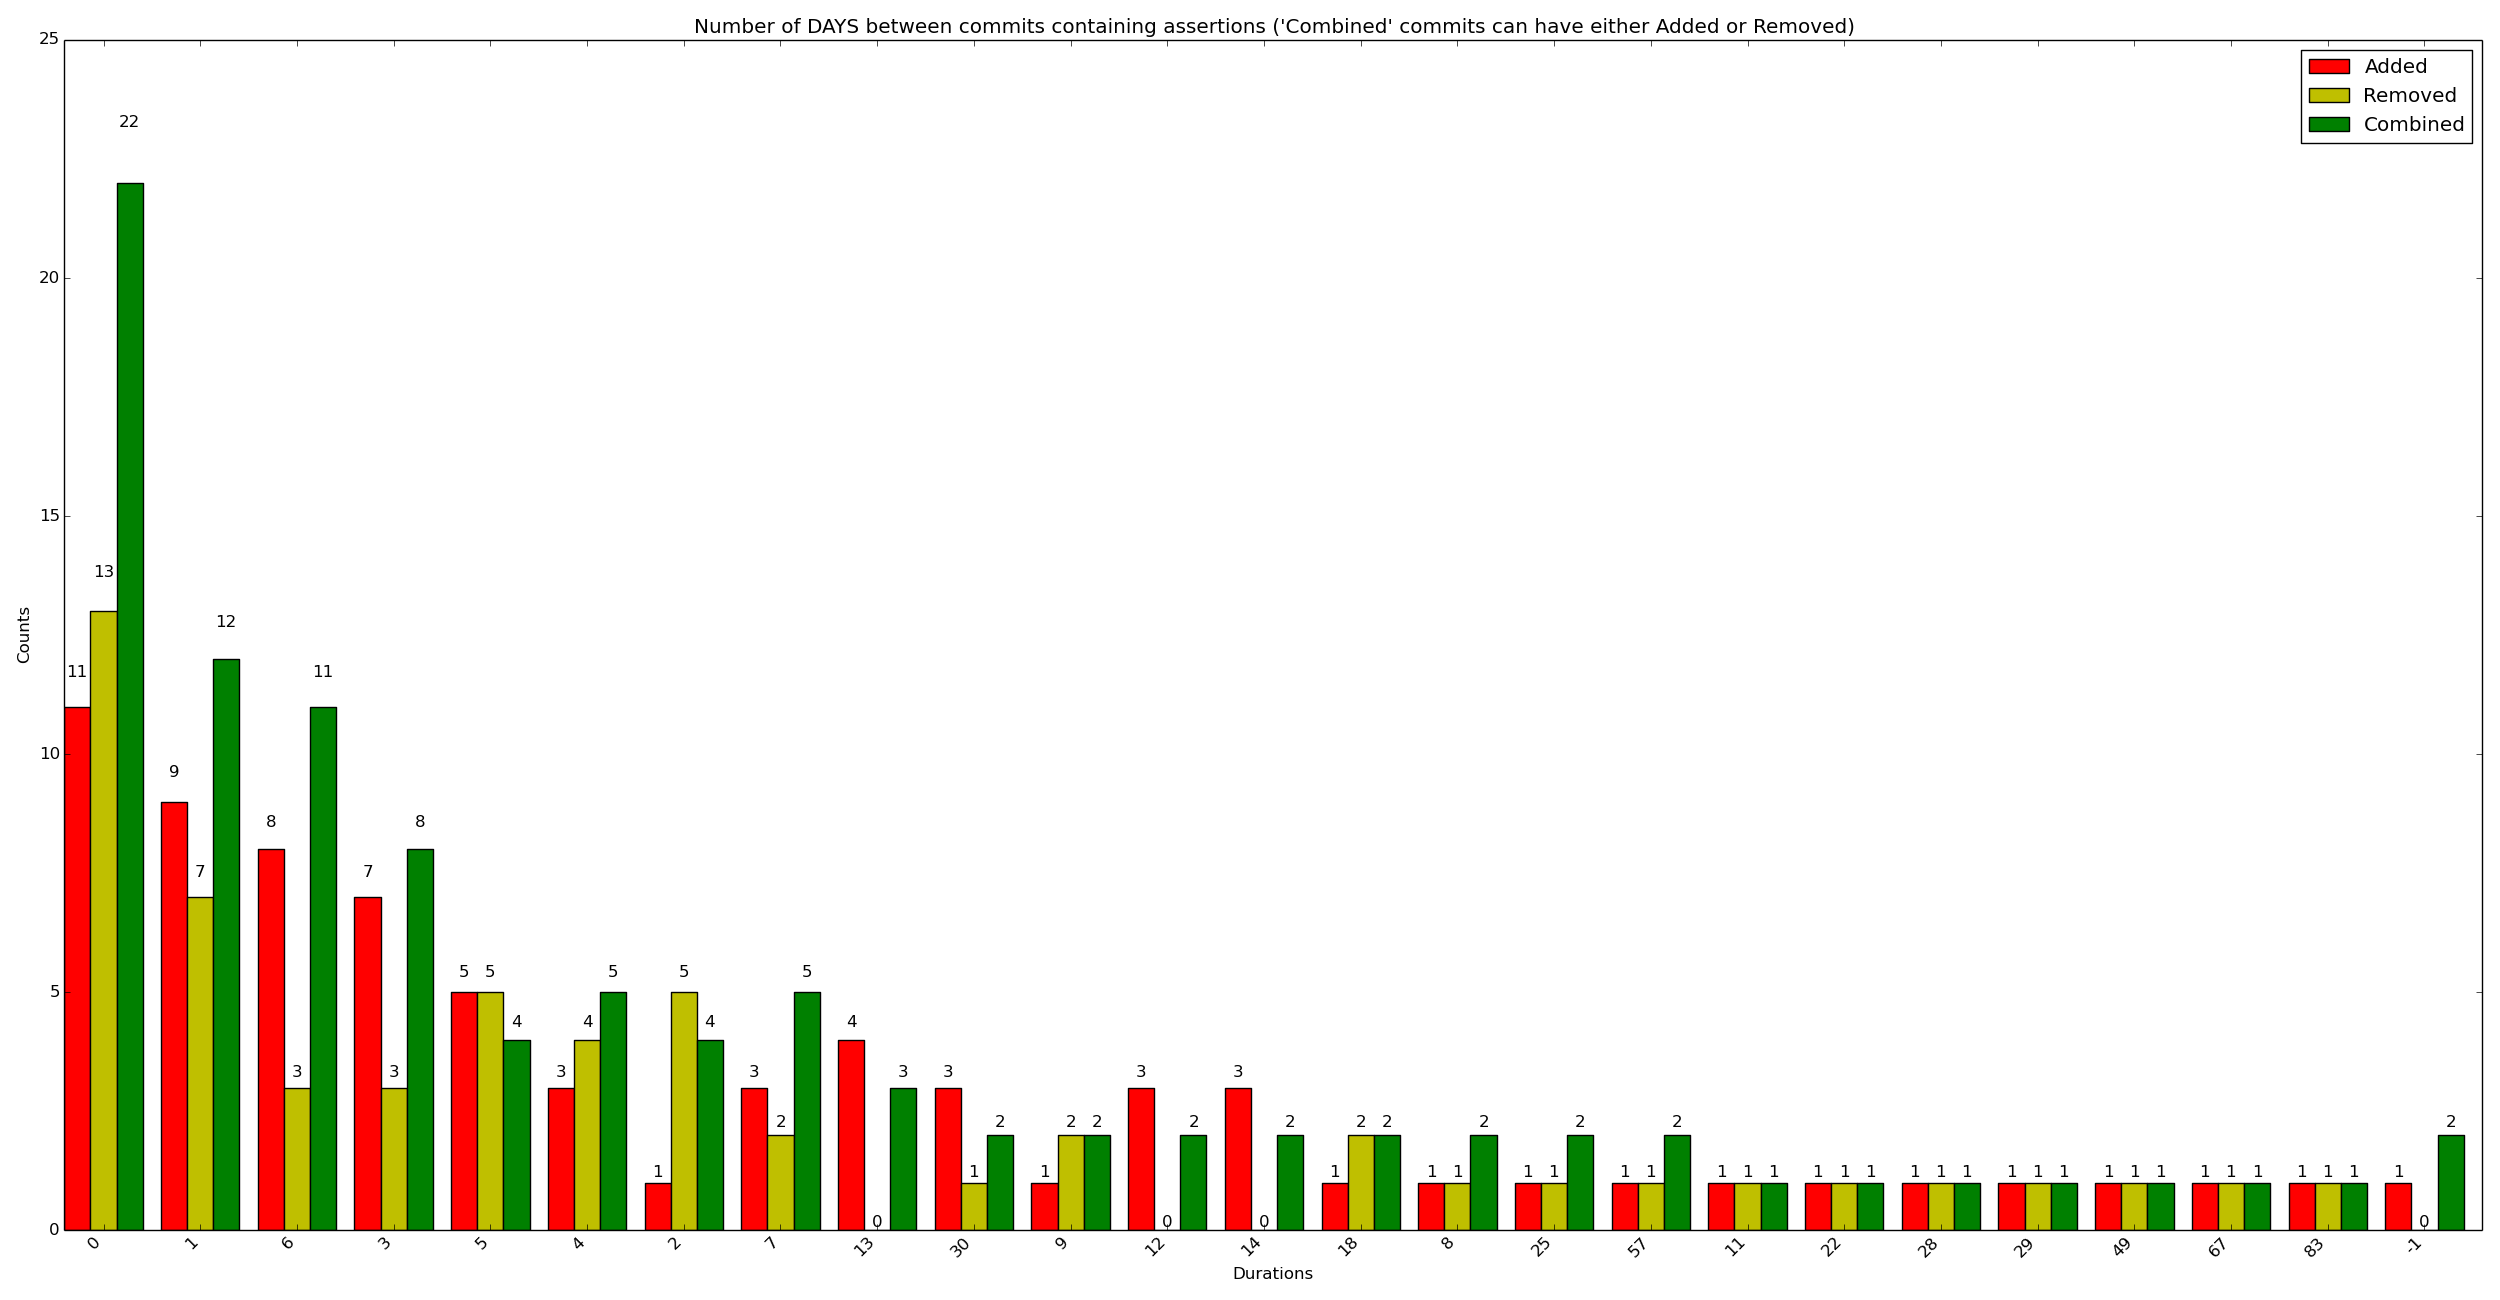 Number of DAYS between commits containing assertions ('Combined' commits can have either Added or Removed)
Added
Removed
Combined
Counts
25
20
15
10
5
0
11 13 22
9 7 12
8 3 11
7 3 8
5 5 4
3 4 5
1 5 4
3 2 5
4 0 3
3 1 2
1 2 2
3 0 2
3 0 2
1 2 2
1 1 2
1 1 2
1 1 2
1 1 1
1 1 1
1 1 1
1 1 1
1 1 1
1 1 1
1 1 1
1 0 2
0 1 6 3 5 4 2 7 13 30 9 12 14 18 8 25 57 11 22 28 29 49 67 83 -1
Durations